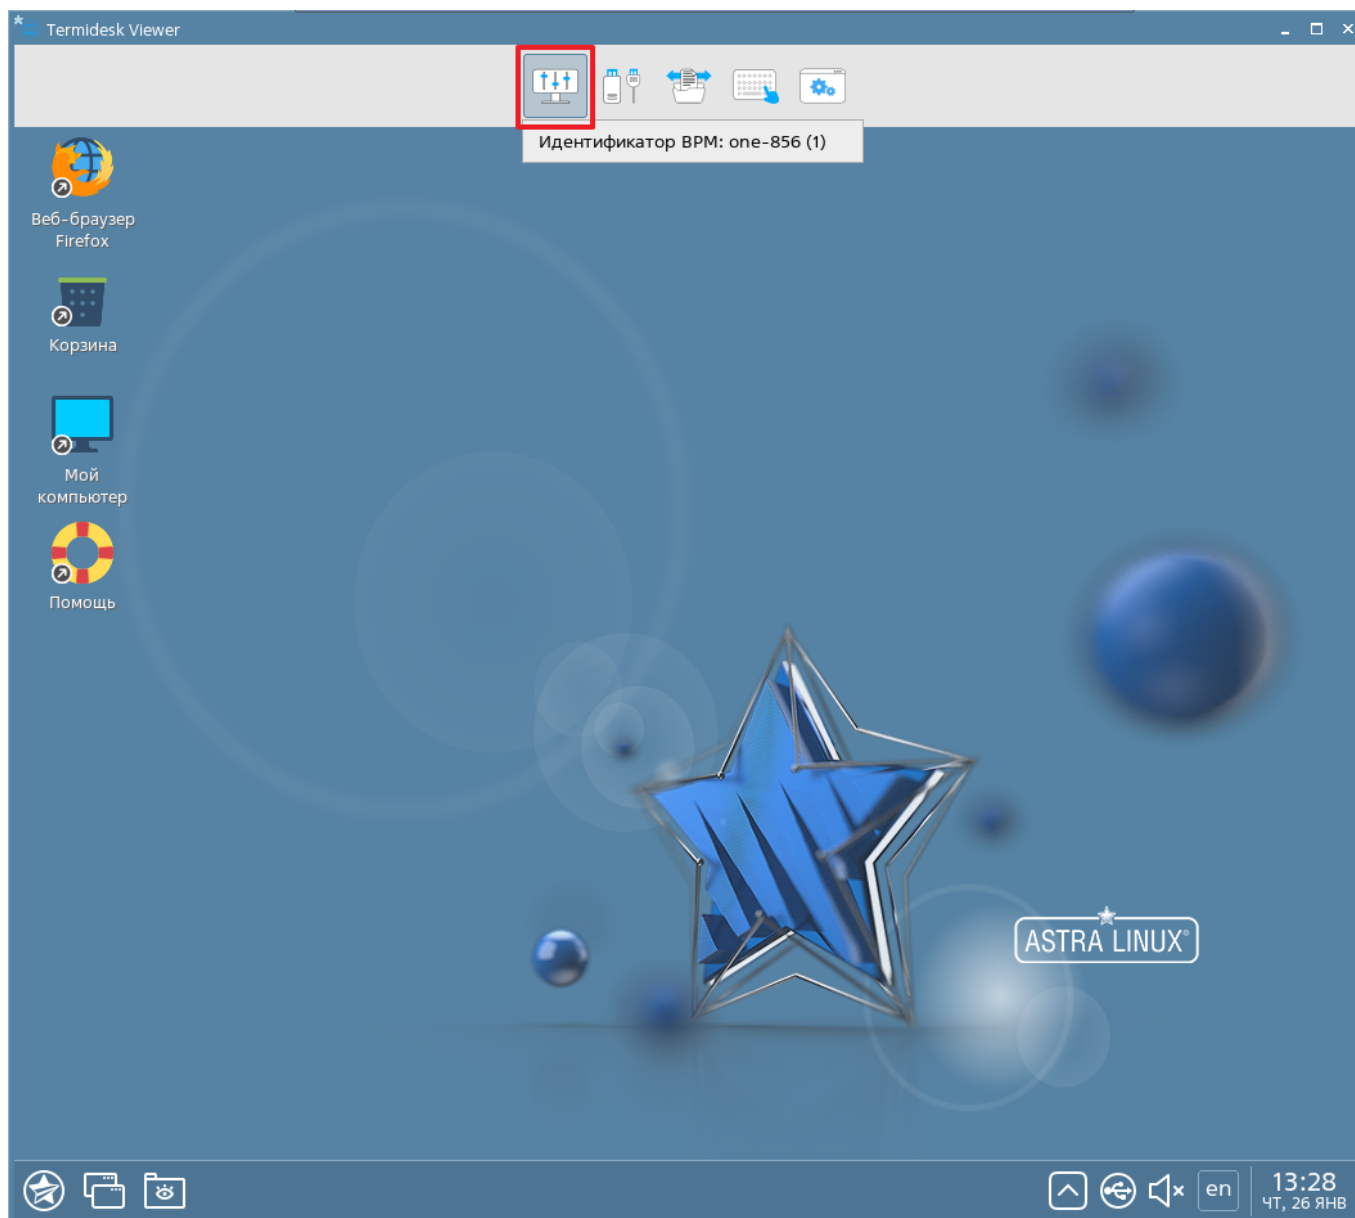 Termidesk Viewer
Идентификатор ВРМ: one-856 (1)
Веб-браузер
Firefox
Корзина
Мой
компьютер
Помощь
ASTRA LINUX®
en
13:28
ЧТ, 26 ЯНВ